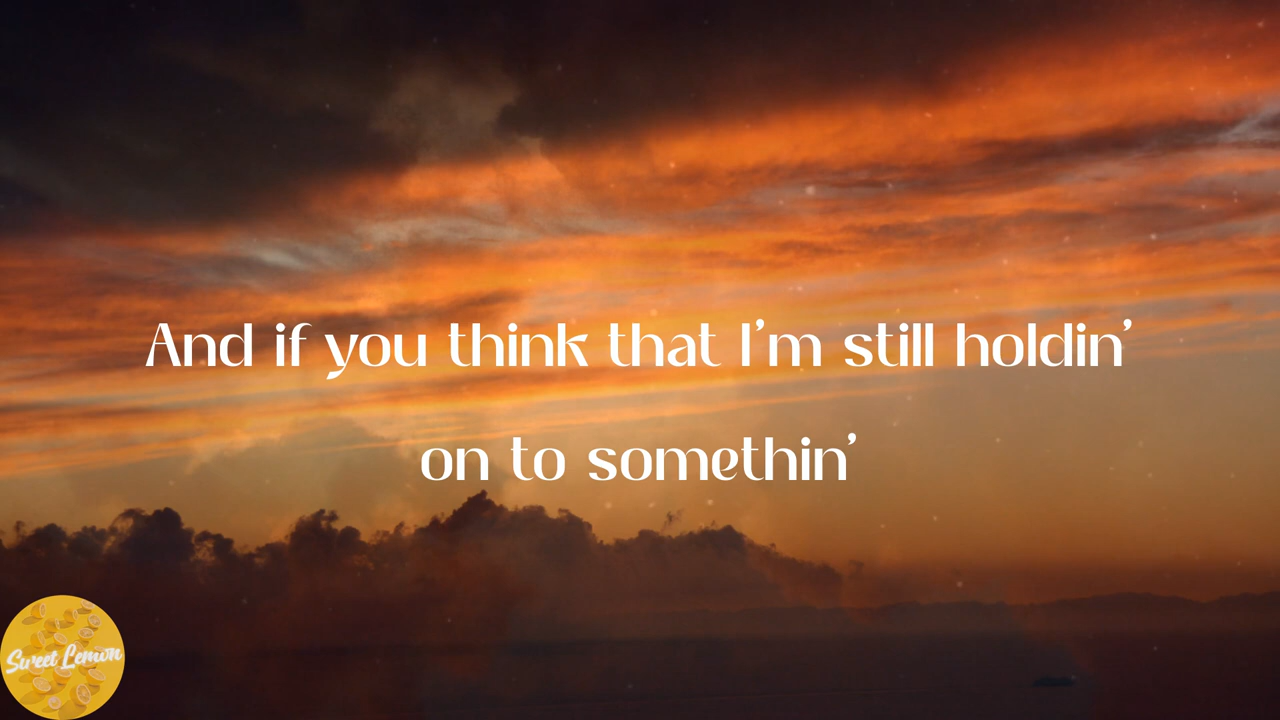 And if you think that I'm still holdin'
on to somethin'
Sweet Lemon